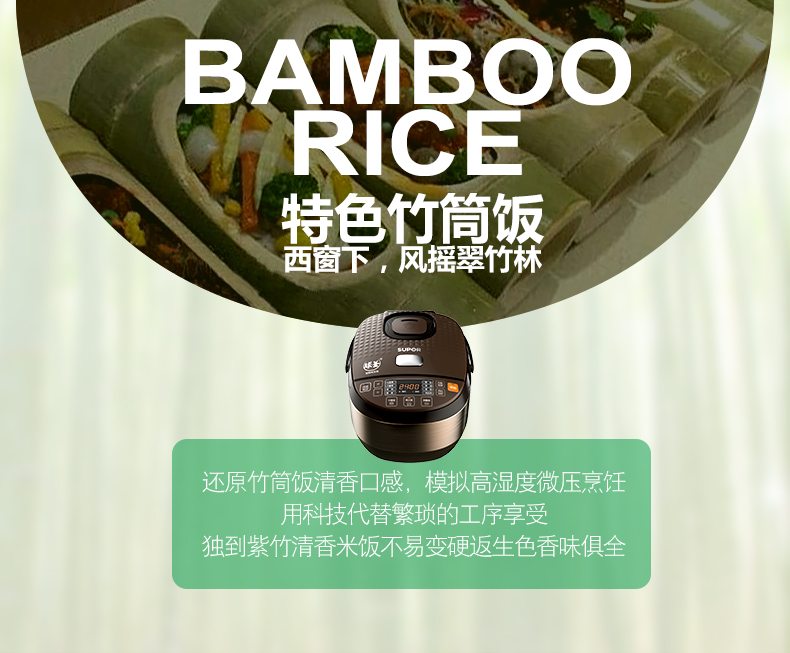 BAMBOO
RICE
特色竹筒饭
西窗下，风摇翠竹林
SUPOR
2400
还原竹筒饭清香口感，模拟高湿度微压烹饪
用科技代替繁琐的工序享受
独到紫竹清香米饭不易变硬返生色香味俱全